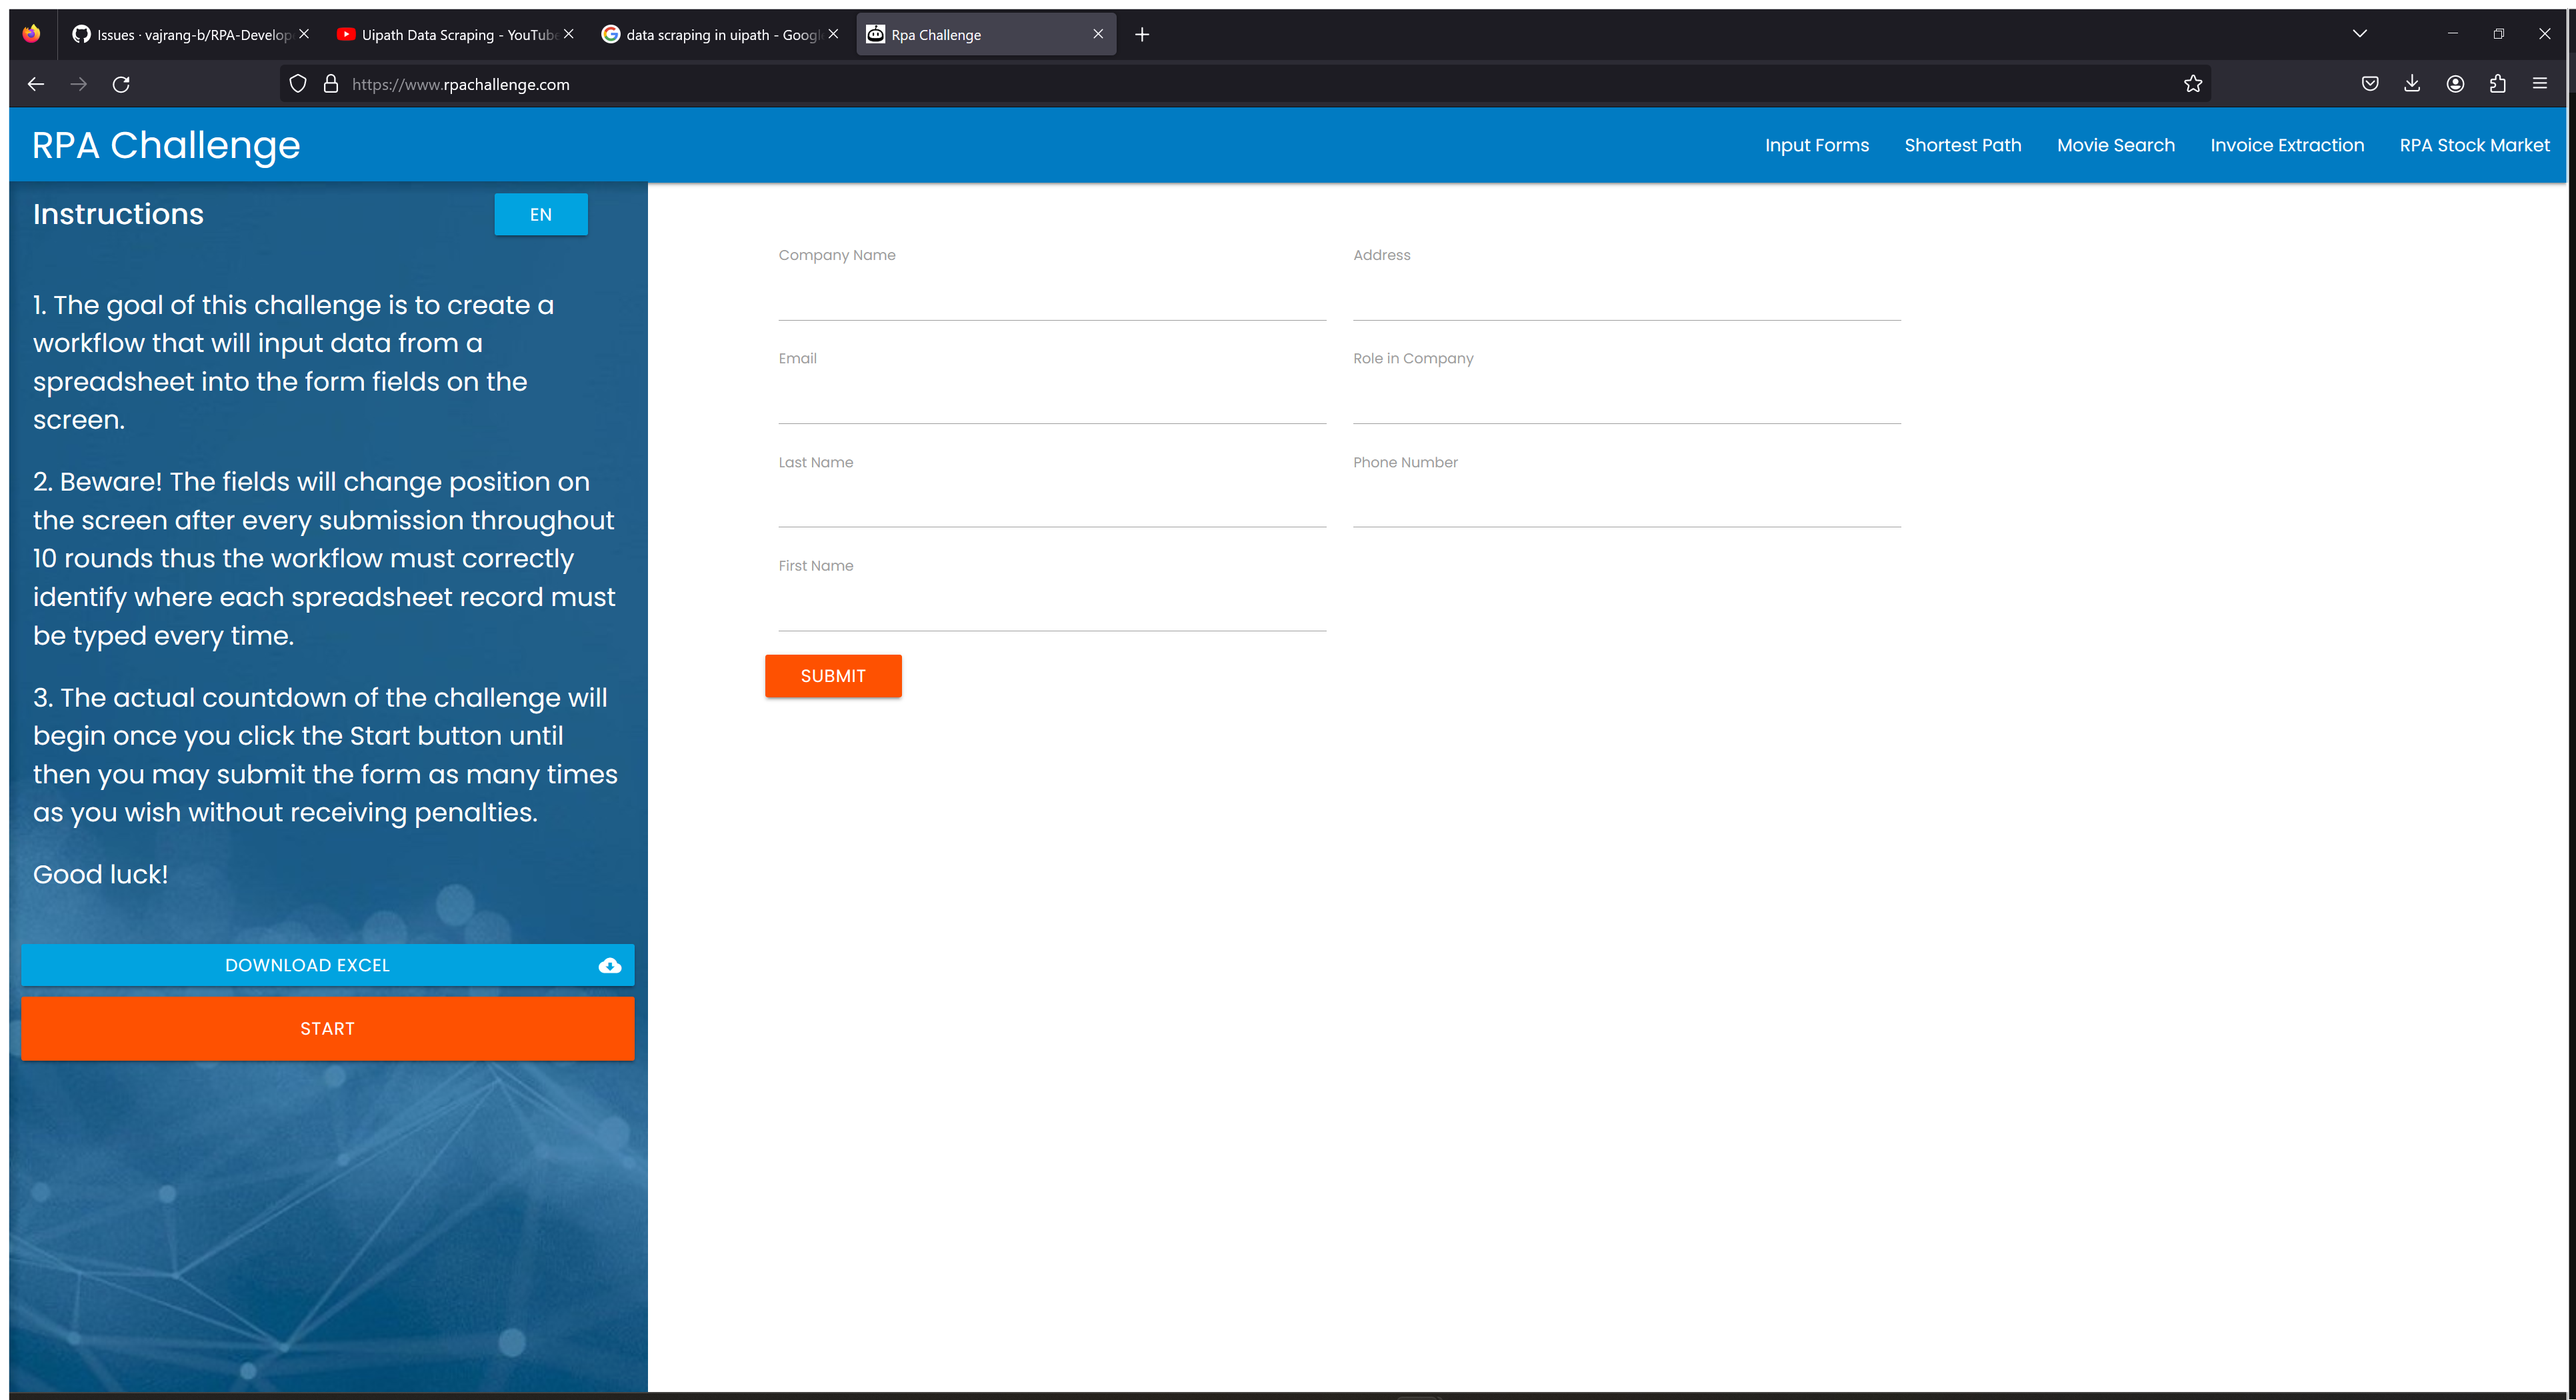 Issues · vajrang-b/RPA-Develop
Uipath Data Scraping - YouTube
data scraping in uipath - Google
Rpa Challenge
https://www.rpachallenge.com
RPA Challenge
Input Forms
Shortest Path
Movie Search
Invoice Extraction
RPA Stock Market
Instructions
EN
1. The goal of this challenge is to create a
workflow that will input data from a
spreadsheet into the form fields on the
screen.
2. Beware! The fields will change position on
the screen after every submission throughout
10 rounds thus the workflow must correctly
identify where each spreadsheet record must
be typed every time.
3. The actual countdown of the challenge will
begin once you click the Start button until
then you may submit the form as many times
as you wish without receiving penalties.
Good luck!
DOWNLOAD EXCEL
START
Company Name
Address
Email
Role in Company
Last Name
Phone Number
First Name
SUBMIT